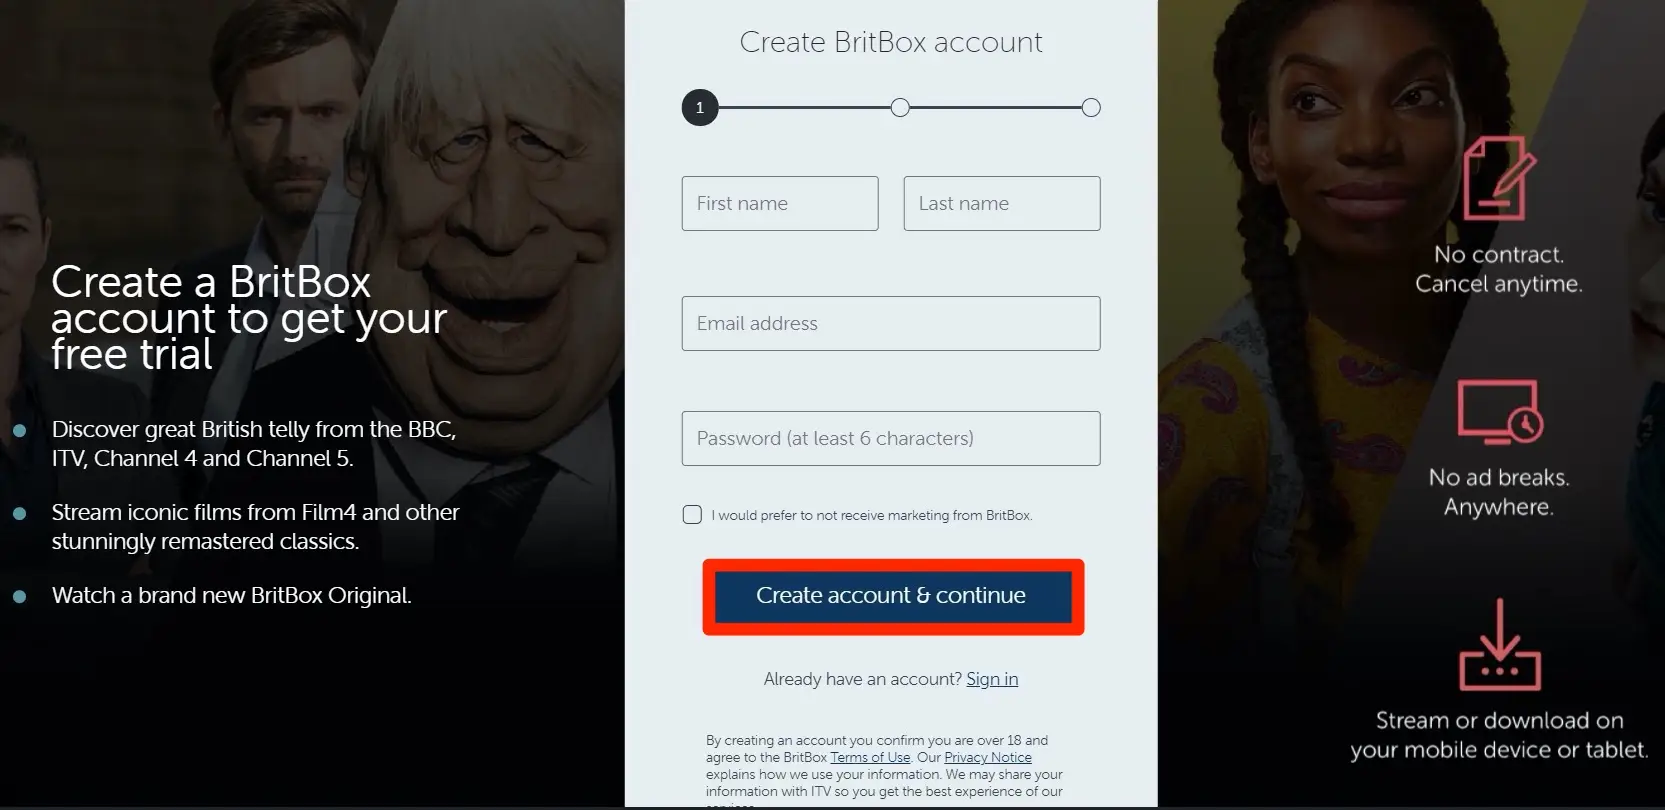 Create a BritBox
account to get your
free trial
Discover great British telly from the BBC,
ITV, Channel 4 and Channel 5.
Stream iconic films from Film4 and other
stunningly remastered classics.
Watch a brand new BritBox Original.
Create BritBox account
1
First name
Last name
Email address
Password (at least 6 characters)
I would prefer to not receive marketing from BritBox.
Create account & continue
Already have an account? Sign in
By creating an account you confirm you are over 18 and
agree to the BritBox Terms of Use. Our Privacy Notice
explains how we use your information. We may share your
information with ITV so you get the best experience of our
No contract.
Cancel anytime.
No ad breaks.
Anywhere.
Stream or download on
your mobile device or tablet.